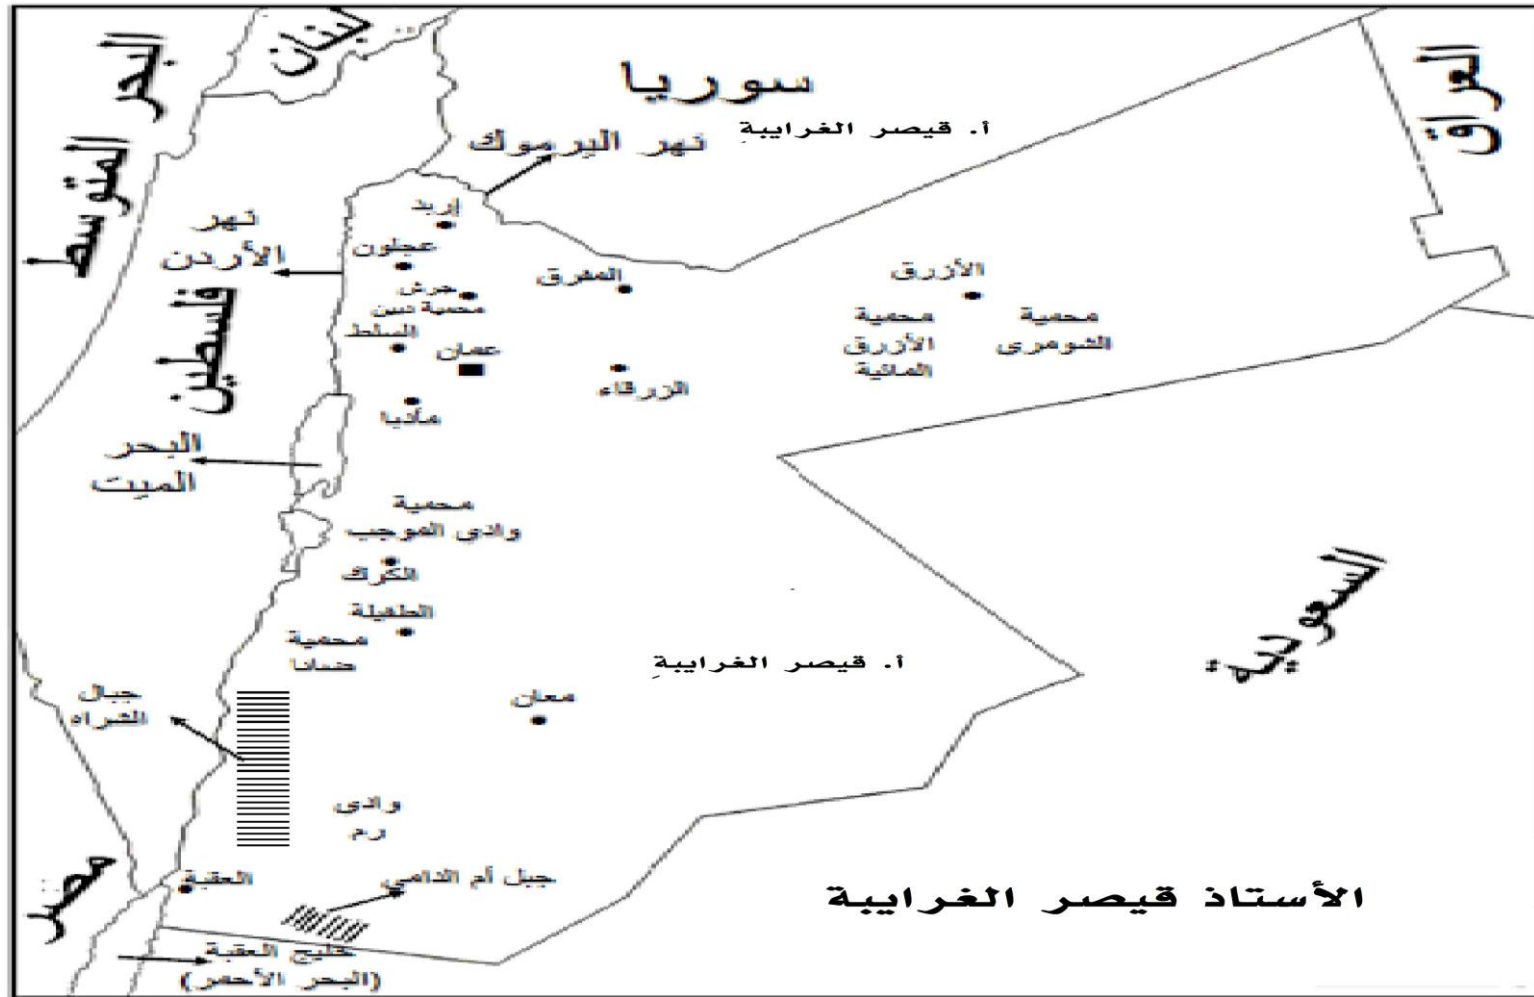 لبنان
البحر
المتوسط
سوريا
العراق
أ. قيصر الغرايبة
نهر اليرموك
إربد
نهر
الأردن
عجلون
المفرق
الأزرق
جرش
محمية دبين
فلسطين
السلط
عمان
محمية
الأزرق
المائية
محمية
الشومري
الزرقاء
مأدبا
البحر
الميت
محمية
وادي الموجب
الكرك
الطفيلة
محمية
ضانا
أ. قيصر الغرايبة
السعودية
جبال
الشراه
معان
وادي
رم
مصر
العقبة
جبل أم الدامي
الأستاذ قيصر الغرايبة
خليج العقبة
(البحر الأحمر)